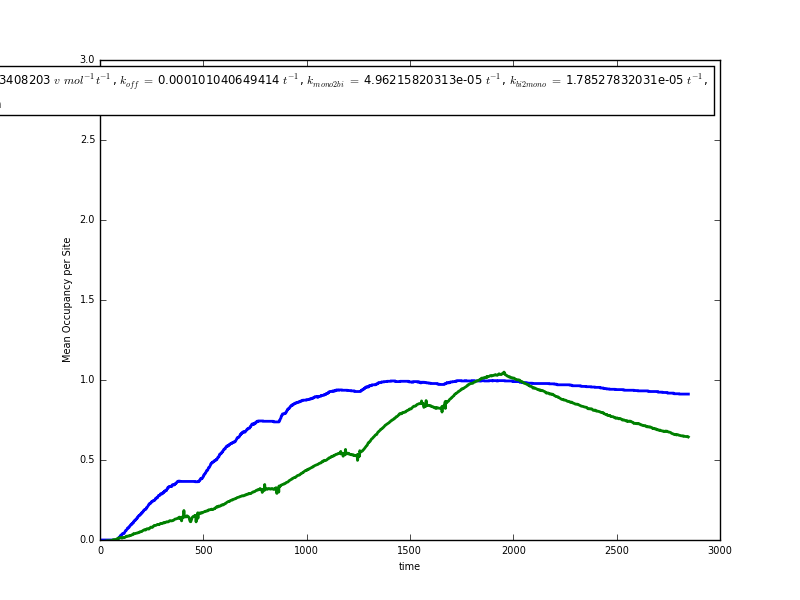 3.0
3408203 v mol⁻¹t⁻¹, k_off = 0.000101040649414 t⁻¹, k_mono2bi = 4.96215820313e-05 t⁻¹, k_bi2mono = 1.78527832031e-05 t⁻¹,
2.5
2.0
1.5
1.0
0.5
0.0
Mean Occupancy per Site
0 500 1000 1500 2000 2500 3000
time